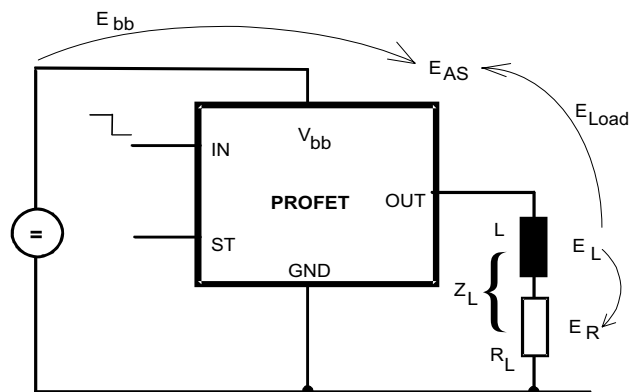 E bb
E AS
E Load
IN
V bb
PROFET
OUT
=
ST
L
E L
GND
Z L
{
E R
R L